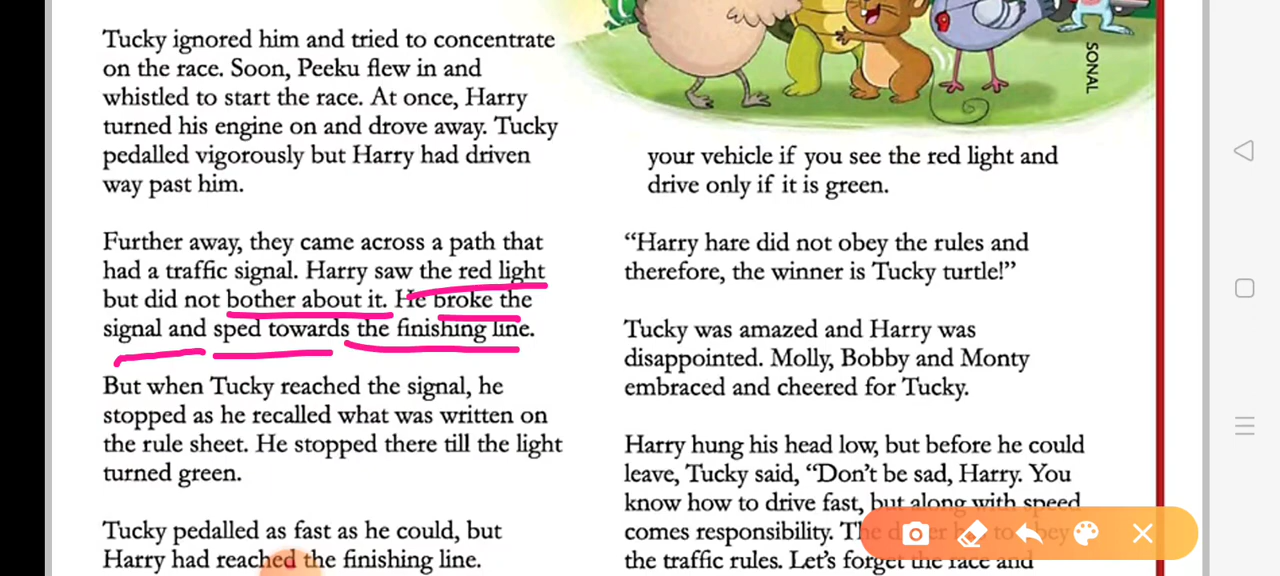 Tucky ignored him and tried to concentrate
on the race. Soon, Peeku flew in and
whistled to start the race. At once, Harry
turned his engine on and drove away. Tucky
pedalled vigorously but Harry had driven
way past him.
Further away, they came across a path that
had a traffic signal. Harry saw the red light
but did not bother about it. He broke the
signal and sped towards the finishing line.
But when Tucky reached the signal, he
stopped as he recalled what was written on
the rule sheet. He stopped there till the light
turned green.
Tucky pedalled as fast as he could, but
Harry had reached the finishing line.
SONAL
your vehicle if you see the red light and
drive only if it is green.
“Harry hare did not obey the rules and
therefore, the winner is Tucky turtle!”
Tucky was amazed and Harry was
disappointed. Molly, Bobby and Monty
embraced and cheered for Tucky.
Harry hung his head low, but before he could
leave, Tucky said, “Don’t be sad, Harry. You
know how to drive fast, but along with speed
comes responsibility. to obey
the traffic rules. Let’s forget the race and